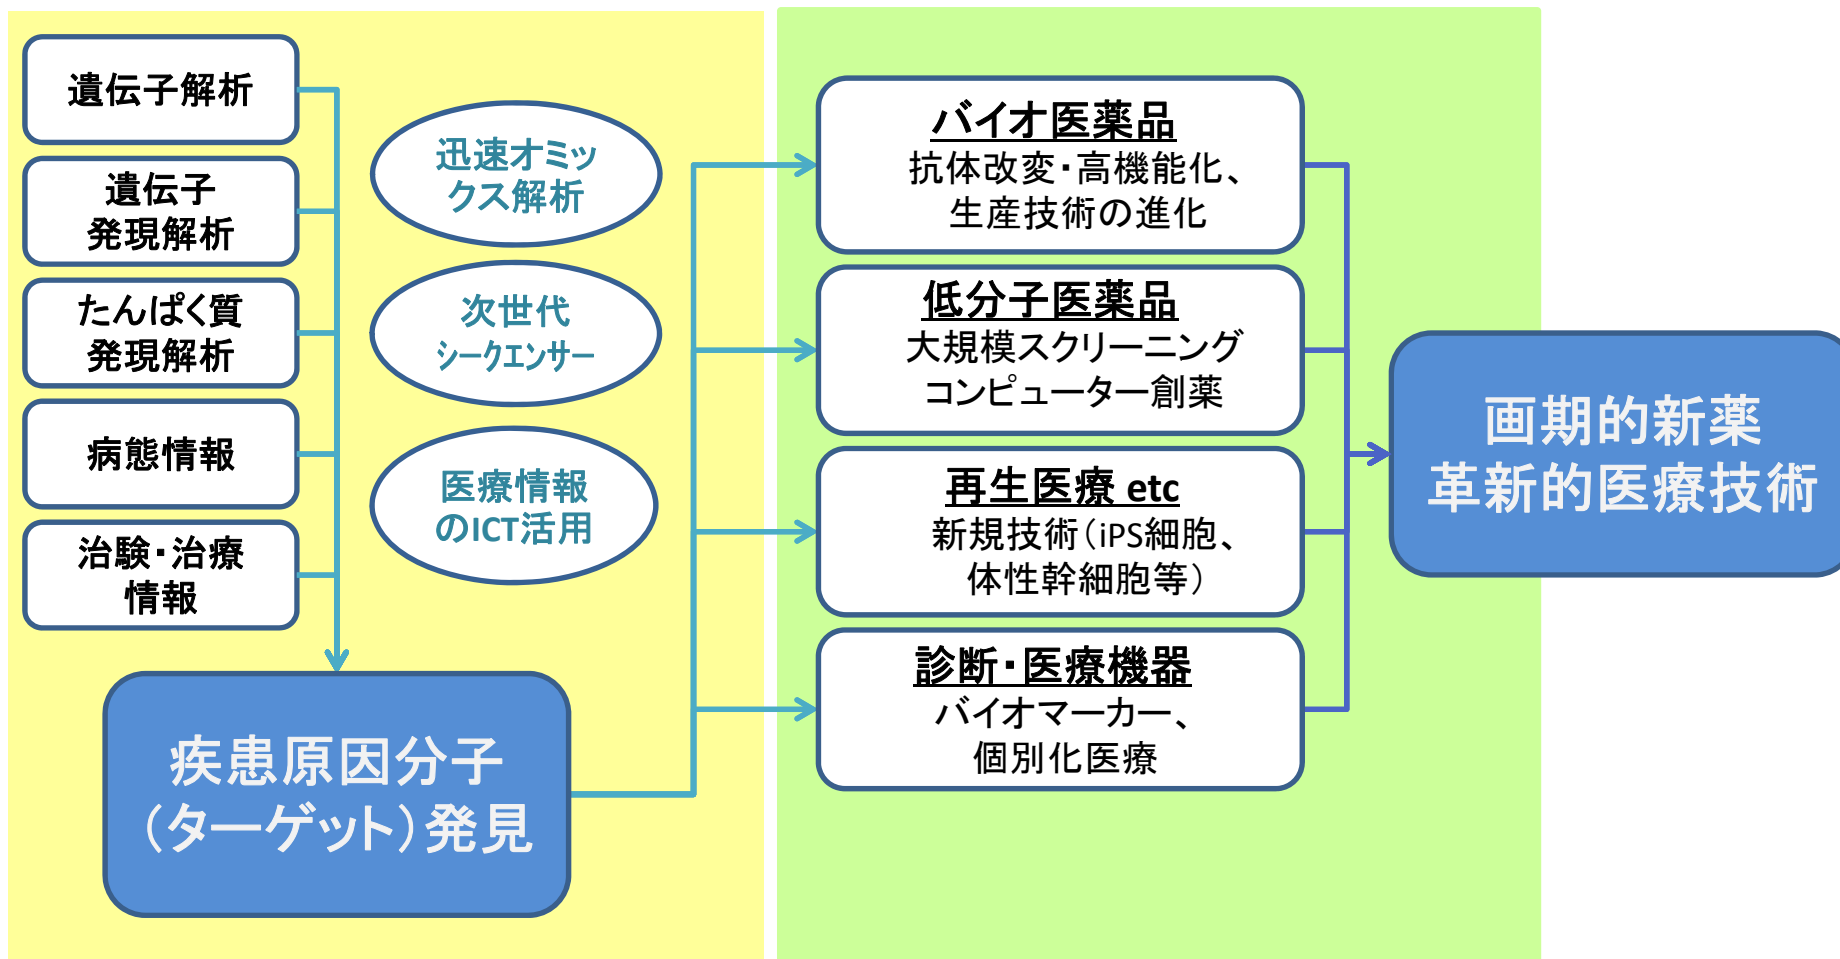 遺伝子解析
遺伝子
発現解析
たんぱく質
発現解析
病態情報
治験・治療
情報
迅速オミッ
クス解析
次世代
シークエンサー
医療情報
のICT活用
疾患原因分子
（ターゲット）発見
バイオ医薬品
抗体改変・高機能化、
生産技術の進化
低分子医薬品
大規模スクリーニング
コンピューター創薬
再生医療 etc
新規技術（iPS細胞、
体性幹細胞等）
診断・医療機器
バイオマーカー、
個別化医療
画期的新薬
革新的医療技術